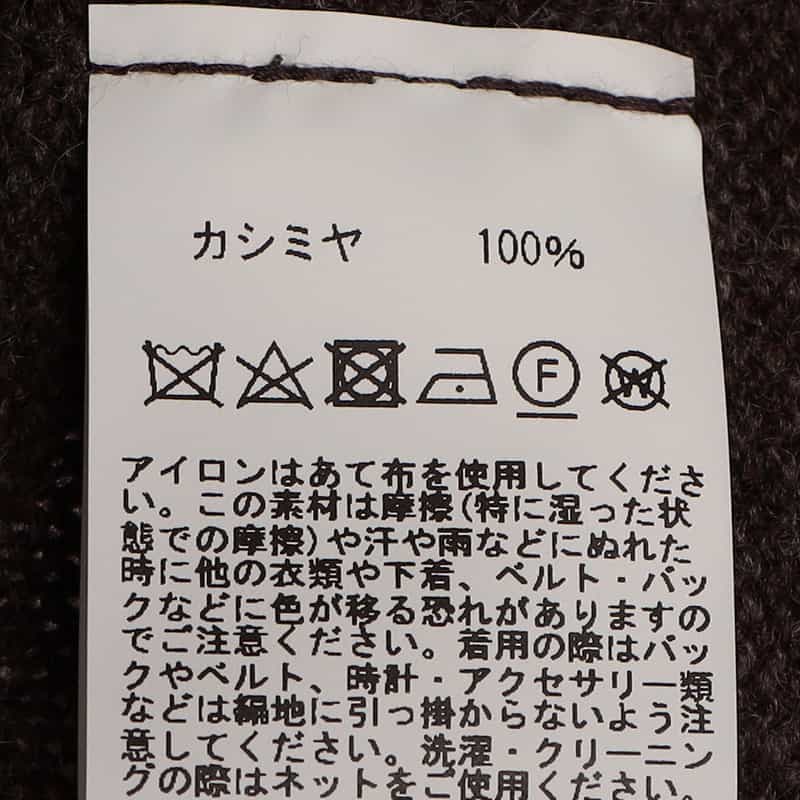 カシミヤ 100%
F
W
アイロンはあて布を使用してくださ
い。この素材は摩擦(特に湿った状
態での摩擦)や汗や雨などにぬれた
時に他の衣類や下着、ベルト・バッ
クなどに色が移る恐れがありますの
でご注意ください。着用の際はバッ
クやベルト、時計・アクセサリー類
などは編地に引っ掛からないよう注
意してください。洗濯・クリーニン
グの際はネットをご使用ください。